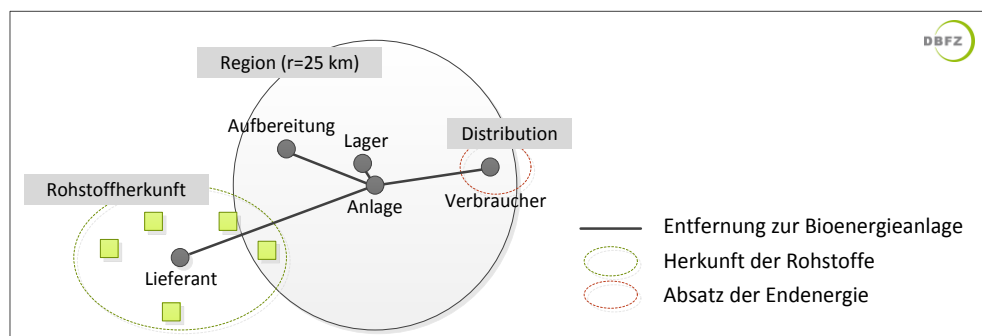 DBFZ
Region (r=25 km)
Aufbereitung
Lager
Distribution
Rohstoffherkunft
Anlage
Verbraucher
Lieferant
Entfernung zur Bioenergieanlage
Herkunft der Rohstoffe
Absatz der Endenergie